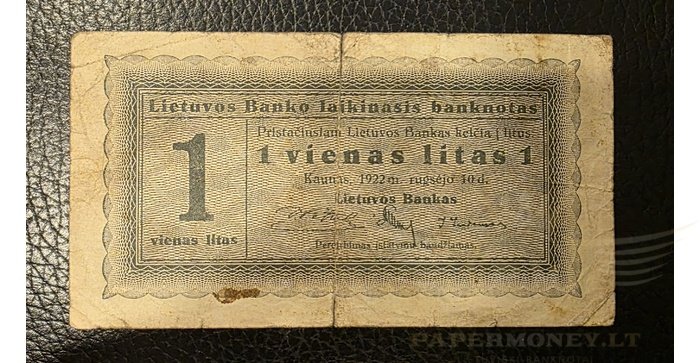 Lietuvos Banko laikinasis banknotas
1
vienas litas
Pristačiusiam Lietuvos Bankas keičia į litus
1 vienas litas 1
Kaunas, 1922 m. rugsėjo 10 d.
Lietuvos Bankas
įstatymu baudžiamas.
PAPERMONEY.LT